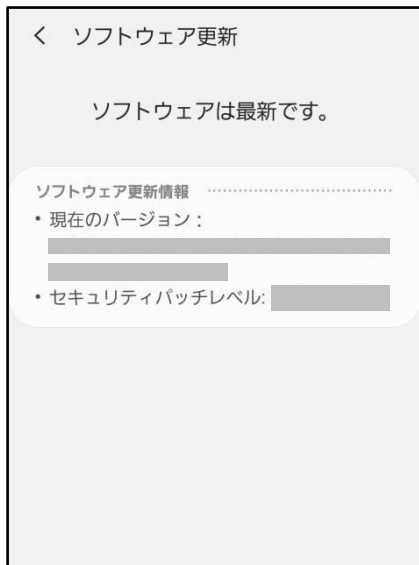 ソフトウェア更新
ソフトウェアは最新です。
ソフトウェア更新情報
• 現在のバージョン :
• セキュリティパッチレベル: